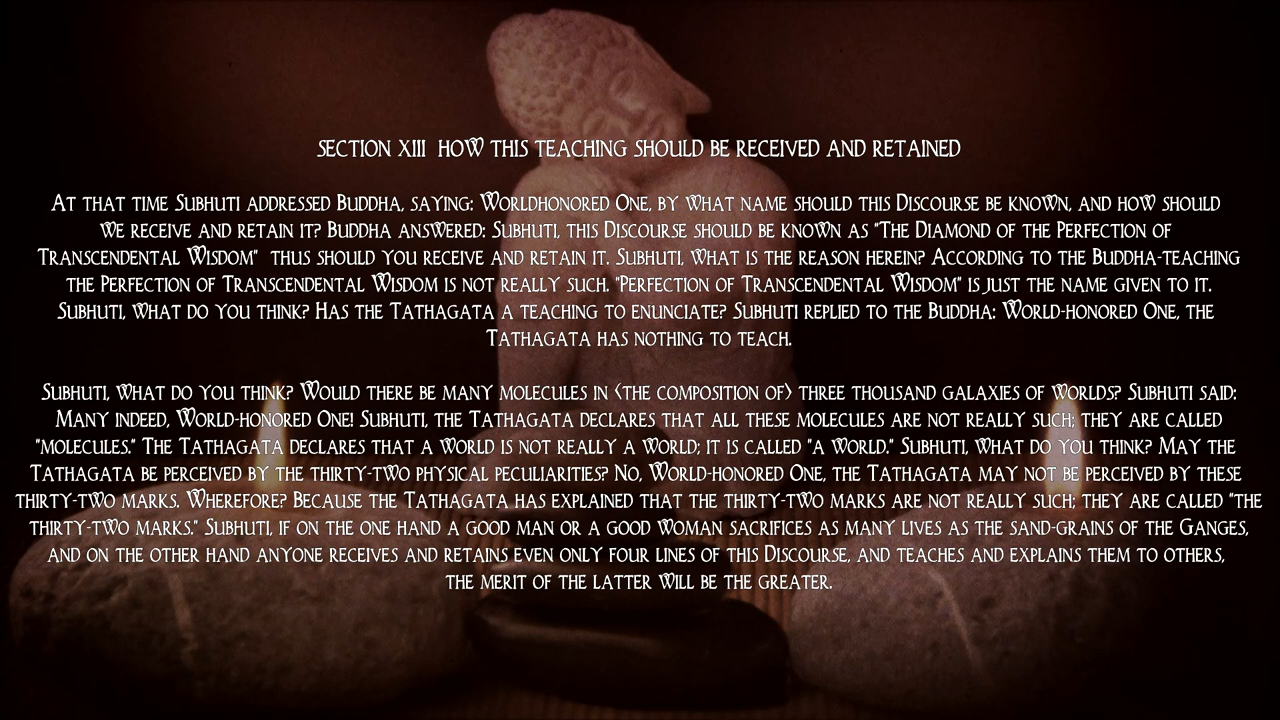 SECTION XIII HOW THIS TEACHING SHOULD BE RECEIVED AND RETAINED
At that time Subhuti addressed Buddha, saying: Worldhonored One, by what name should this Discourse be known, and how should
we receive and retain it? Buddha answered: Subhuti, this Discourse should be known as "The Diamond of the Perfection of
Transcendental Wisdom" thus should you receive and retain it. Subhuti, what is the reason herein? According to the Buddha-teaching
the Perfection of Transcendental Wisdom is not really such. "Perfection of Transcendental Wisdom" is just the name given to it.
Subhuti, what do you think? Has the Tathagata a teaching to enunciate? Subhuti replied to the Buddha: World-honored One, the
Tathagata has nothing to teach.
Subhuti, what do you think? Would there be many molecules in <the composition of> three thousand galaxies of worlds? Subhuti said:
Many indeed, World-honored One! Subhuti, the Tathagata declares that all these molecules are not really such; they are called
"molecules." The Tathagata declares that a world is not really a world; it is called "a world." Subhuti, what do you think? May the
Tathagata be perceived by the thirty-two physical peculiarities? No, World-honored One, the Tathagata may not be perceived by these
thirty-two marks. Wherefore? Because the Tathagata has explained that the thirty-two marks are not really such; they are called "the
thirty-two marks." Subhuti, if on the one hand a good man or a good woman sacrifices as many lives as the sand-grains of the Ganges,
and on the other hand anyone receives and retains even only four lines of this Discourse, and teaches and explains them to others,
the merit of the latter will be the greater.